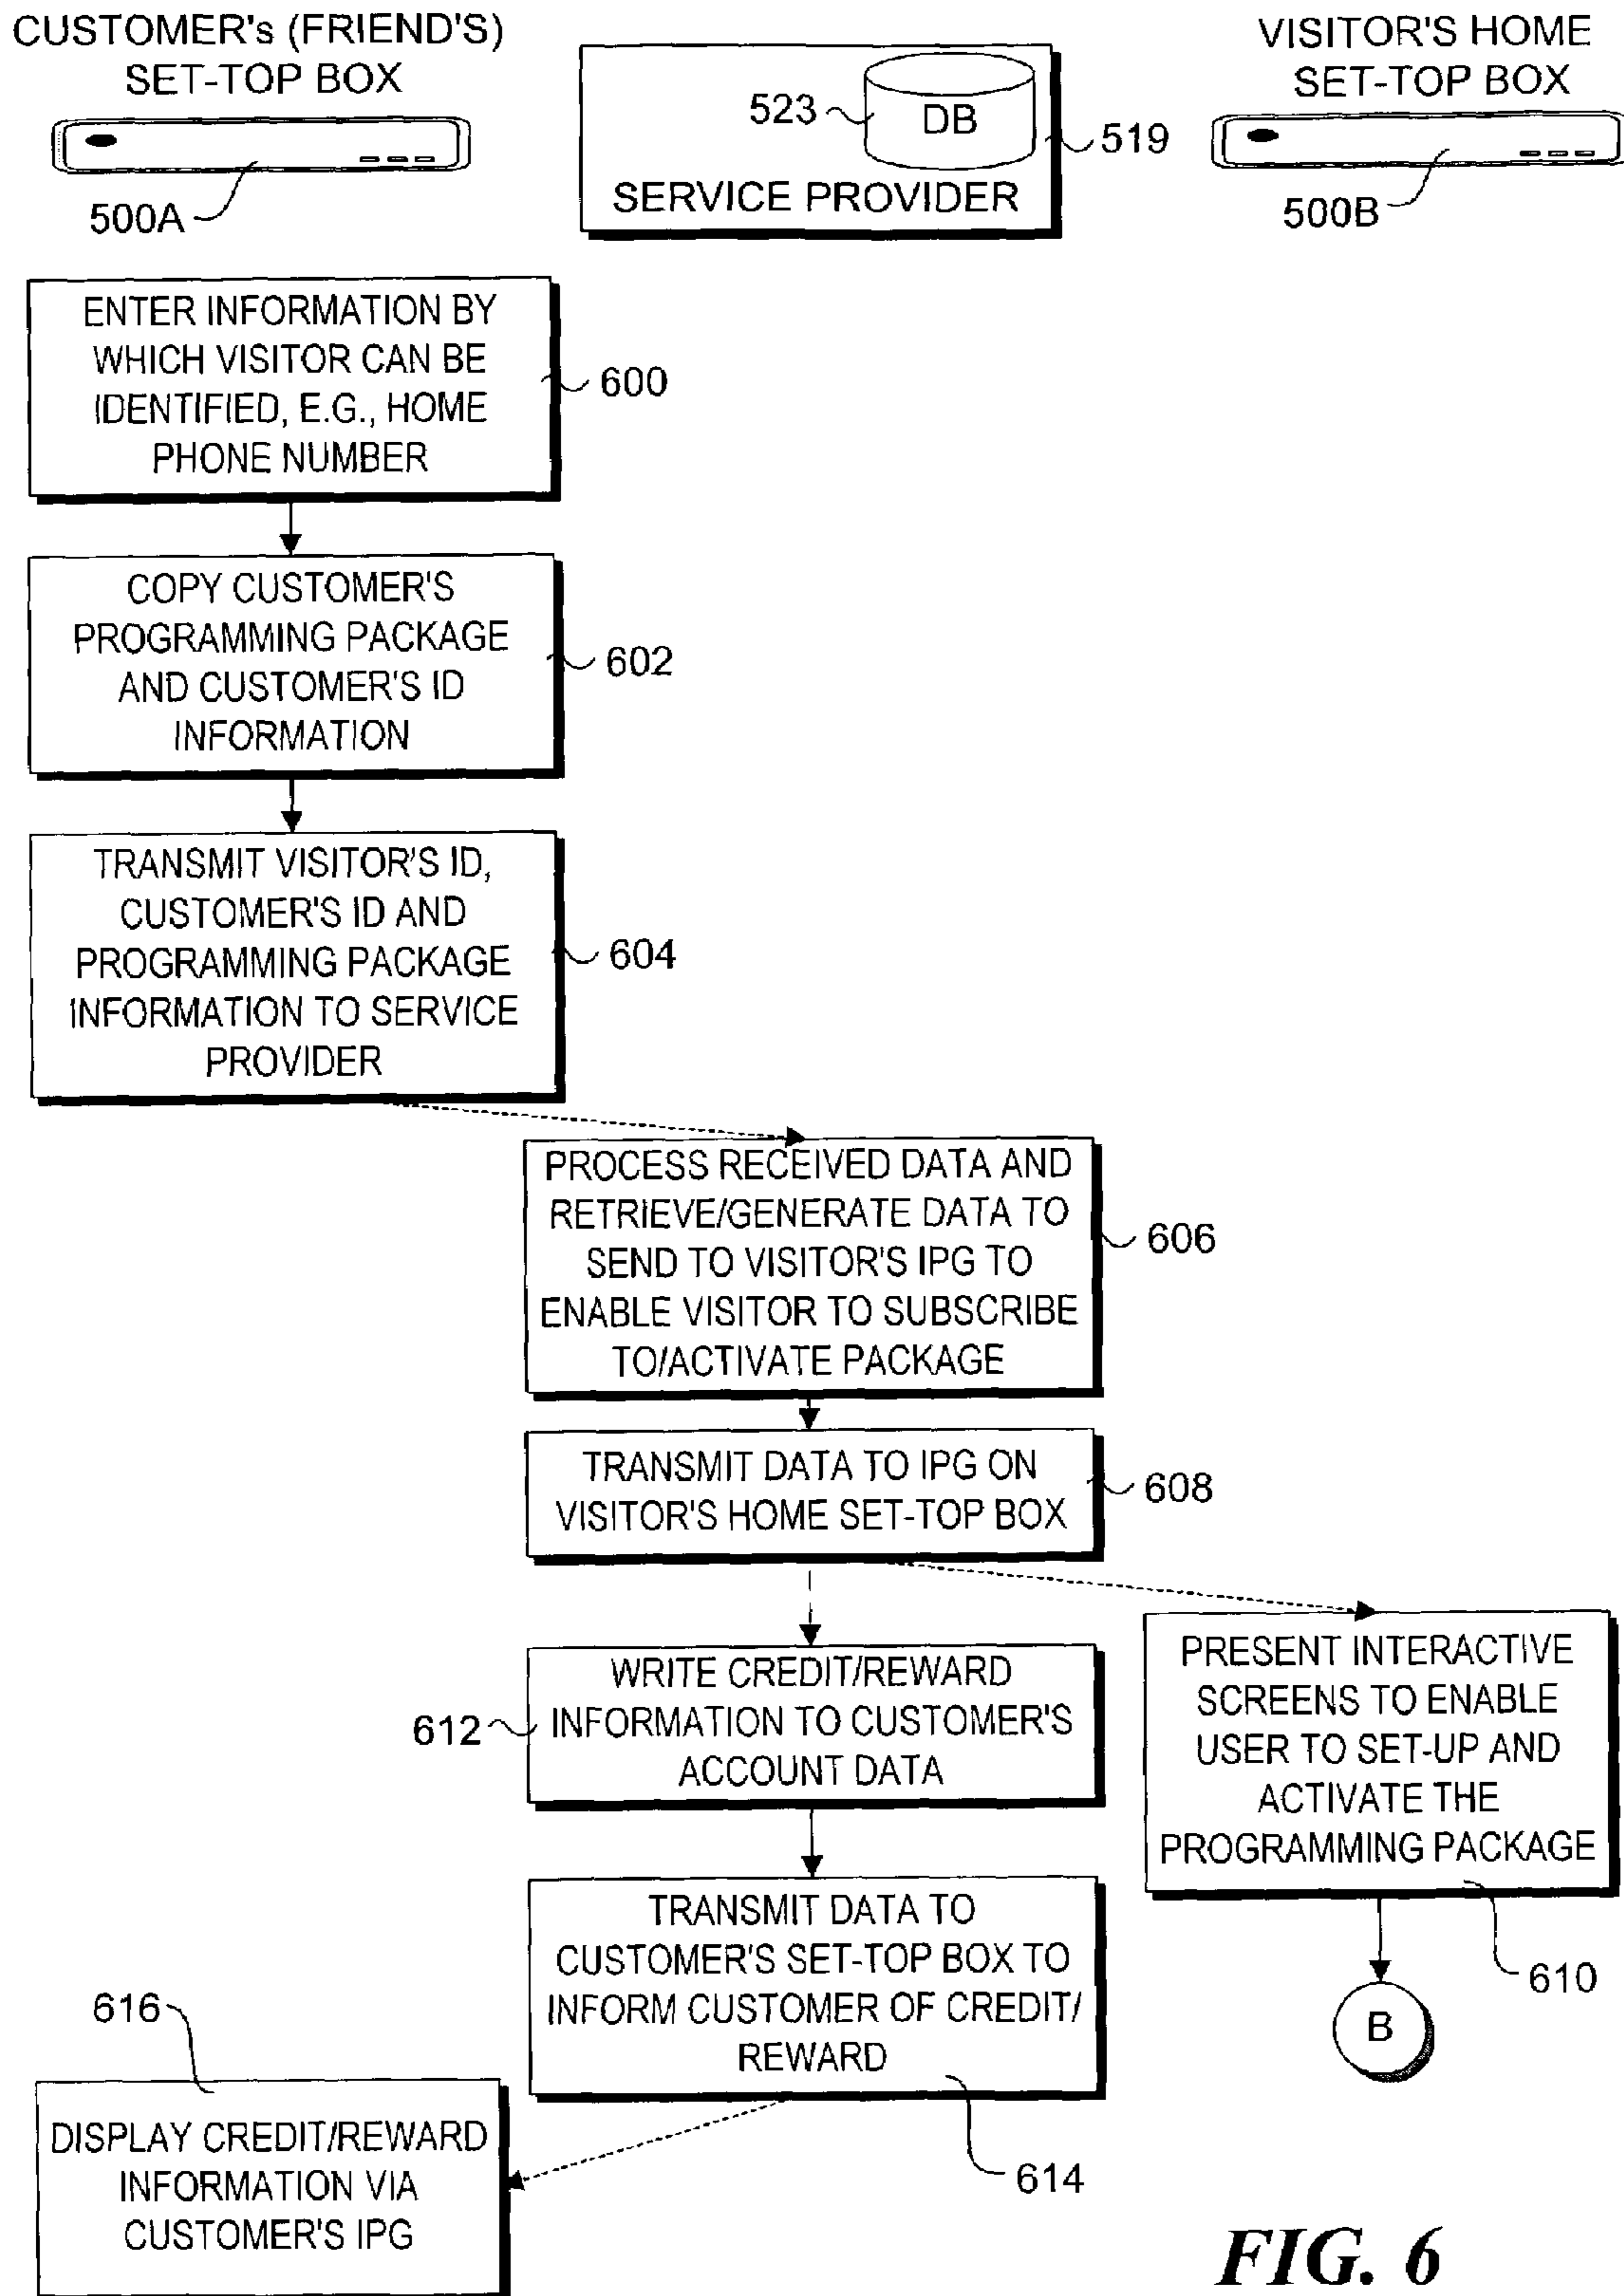 CUSTOMER's (FRIEND'S)
SET-TOP BOX
500A
523
DB
519
SERVICE PROVIDER
VISITOR'S HOME
SET-TOP BOX
500B
ENTER INFORMATION BY
WHICH VISITOR CAN BE
IDENTIFIED, E.G., HOME
PHONE NUMBER
600
COPY CUSTOMER'S
PROGRAMMING PACKAGE
AND CUSTOMER'S ID
INFORMATION
602
TRANSMIT VISITOR'S ID,
CUSTOMER'S ID AND
PROGRAMMING PACKAGE
INFORMATION TO SERVICE
PROVIDER
604
PROCESS RECEIVED DATA AND
RETRIEVE/GENERATE DATA TO
SEND TO VISITOR'S IPG TO
ENABLE VISITOR TO SUBSCRIBE
TO/ACTIVATE PACKAGE
606
TRANSMIT DATA TO IPG ON
VISITOR'S HOME SET-TOP BOX
608
WRITE CREDIT/REWARD
INFORMATION TO CUSTOMER'S
ACCOUNT DATA
612
PRESENT INTERACTIVE
SCREENS TO ENABLE
USER TO SET-UP AND
ACTIVATE THE
PROGRAMMING PACKAGE
610
B
TRANSMIT DATA TO
CUSTOMER'S SET-TOP BOX TO
INFORM CUSTOMER OF CREDIT/
REWARD
614
616
DISPLAY CREDIT/REWARD
INFORMATION VIA
CUSTOMER'S IPG
FIG. 6